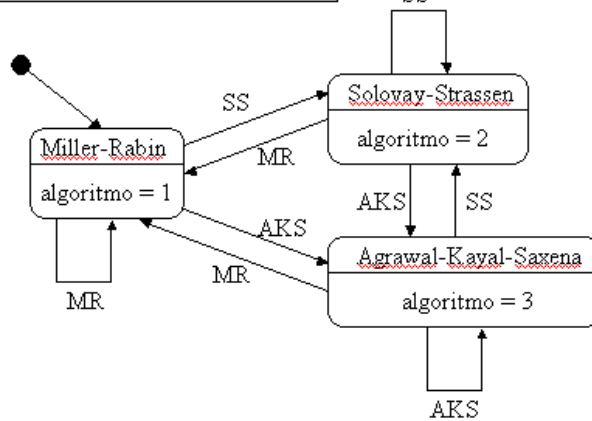 SS
Solovay-Strassen
algoritmo = 2
SS
MR
Miller-Rabin
algoritmo = 1
AKS
SS
AKS
MR
Agrawal-Kayal-Saxena
algoritmo = 3
MR
AKS